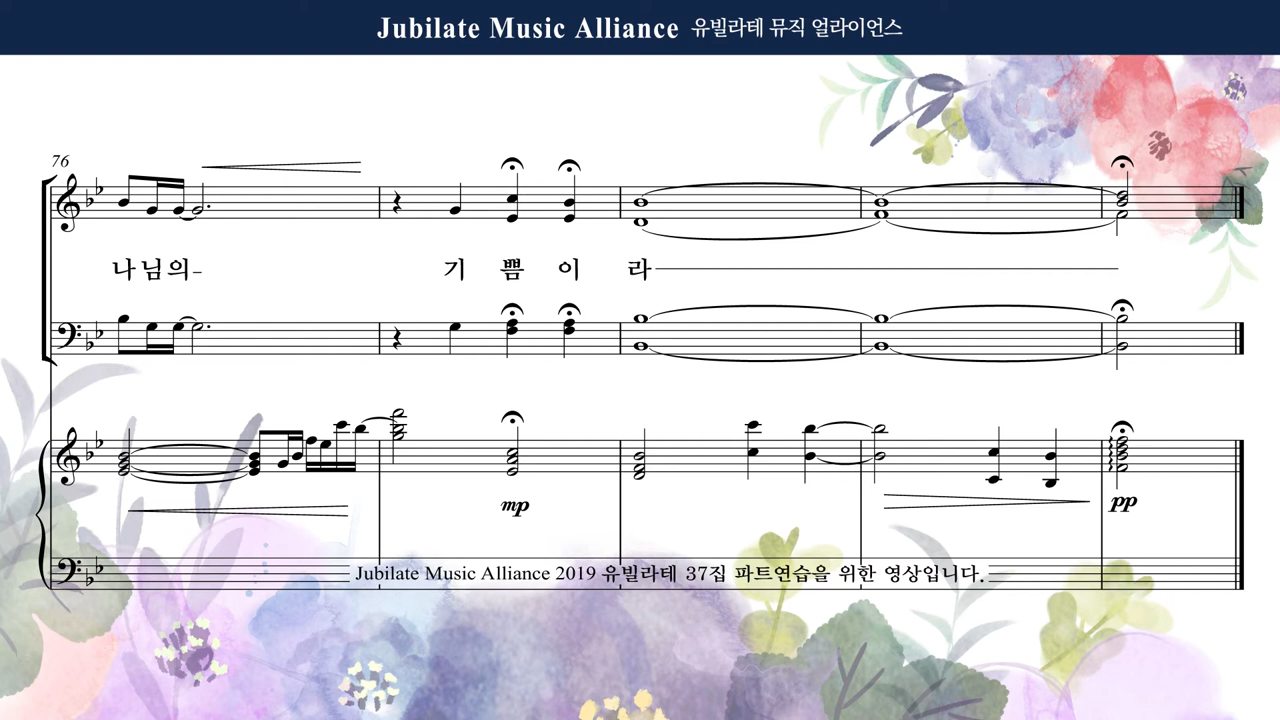 Jubilate Music Alliance 유빌라테 뮤직 얼라이언스
76
나 님 의 -
기 쁨 이 라
mp
pp
Jubilate Music Alliance 2019 유빌라테 37집 파트연습을 위한 영상입니다.